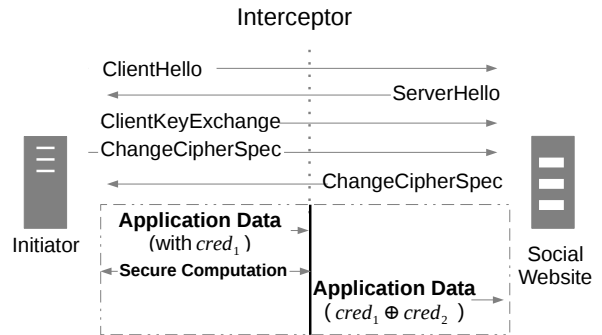 Interceptor
ClientHello
ServerHello
ClientKeyExchange
ChangeCipherSpec
ChangeCipherSpec
Initiator
Application Data
(with cred₁)
Secure Computation
Application Data
(cred₁ ⊕ cred₂)
Social
Website